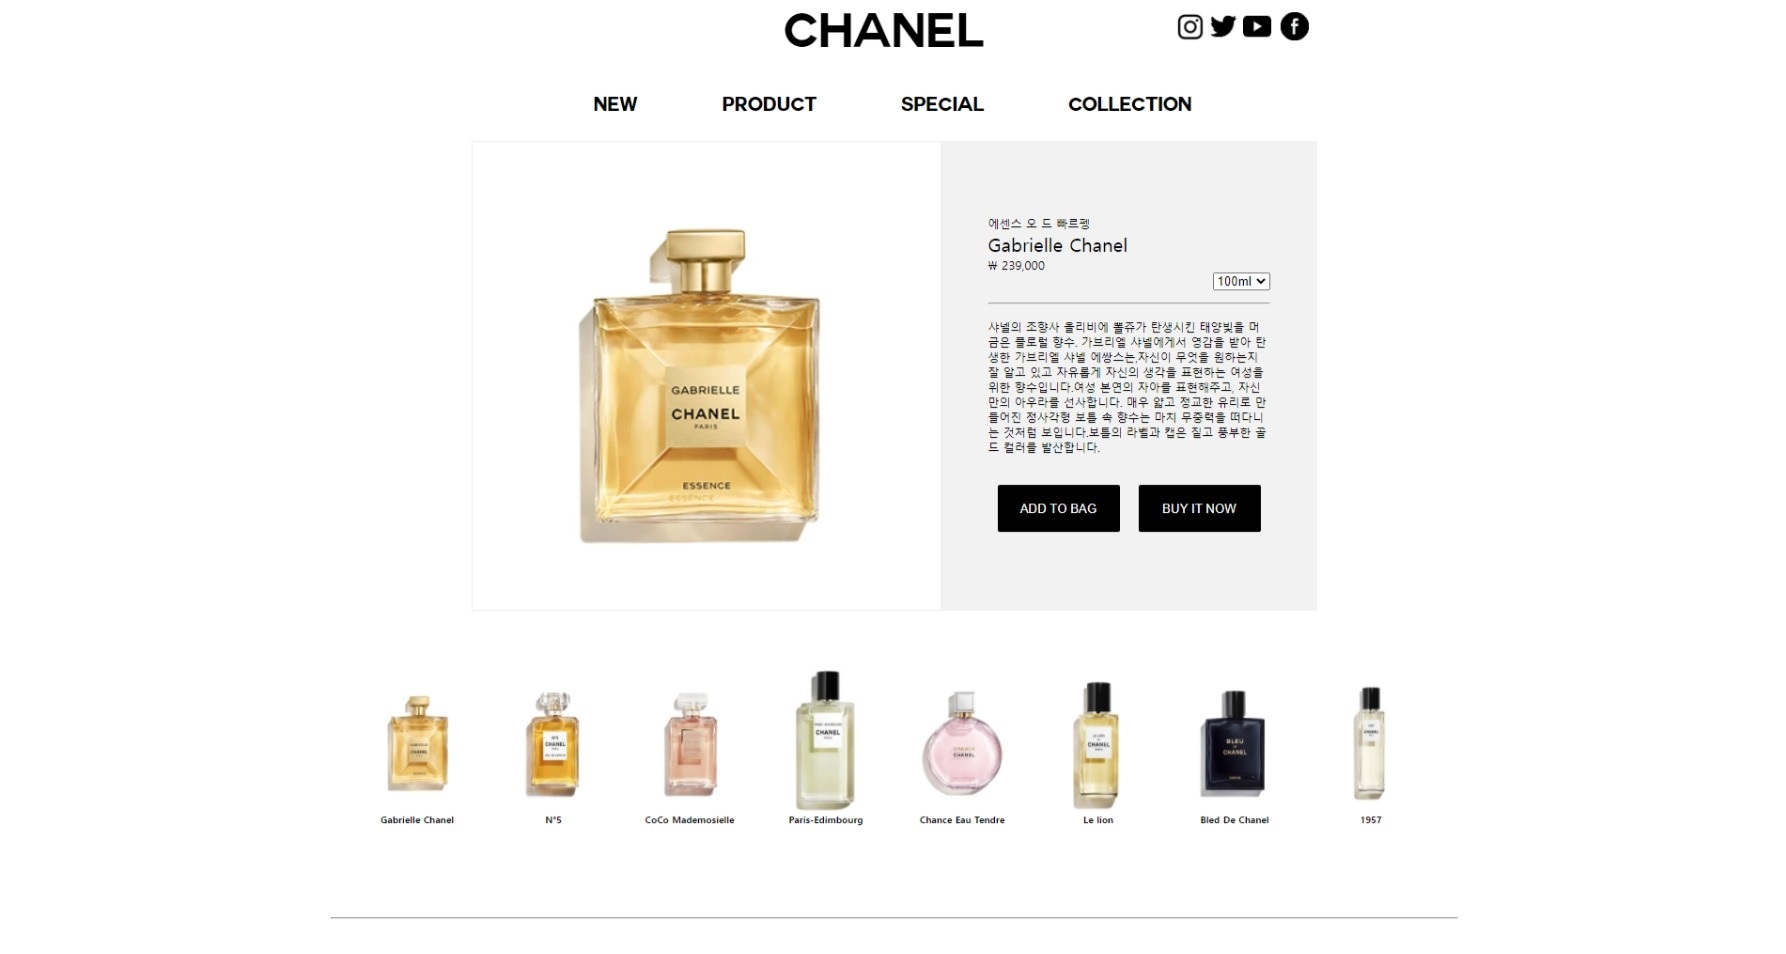 CHANEL
NEW PRODUCT SPECIAL COLLECTION
GABRIELLE
CHANEL
PARIS
ESSENCE
에센스 오 드 빠르펭
Gabrielle Chanel
₩ 239,000
100ml
샤넬의 조향사 올리비에 뽈쥬가 탄생시킨 태양빛을 머
금은 플로럴 향수. 가브리엘 샤넬에게서 영감을 받아 탄
생한 가브리엘 샤넬 에쌍스는,자신이 무엇을 원하는지
잘 알고 있고 자유롭게 자신의 생각을 표현하는 여성을
위한 향수입니다.여성 본연의 자아를 표현해주고, 자신
만의 아우라를 선사합니다. 매우 얇고 정교한 유리로 만
들어진 정사각형 보틀 속 향수는 마치 무중력을 떠다니
는 것처럼 보입니다.보틀의 라벨과 캡은 짙고 풍부한 골
드 컬러를 발산합니다.
ADD TO BAG BUY IT NOW
CHANEL
CHANEL
CHANEL
CHANEL
BLEU
CHANEL
Gabrielle Chanel N°5 CoCo Mademosielle Paris-Edimbourg Chance Eau Tendre Le lion Bled De Chanel 1957